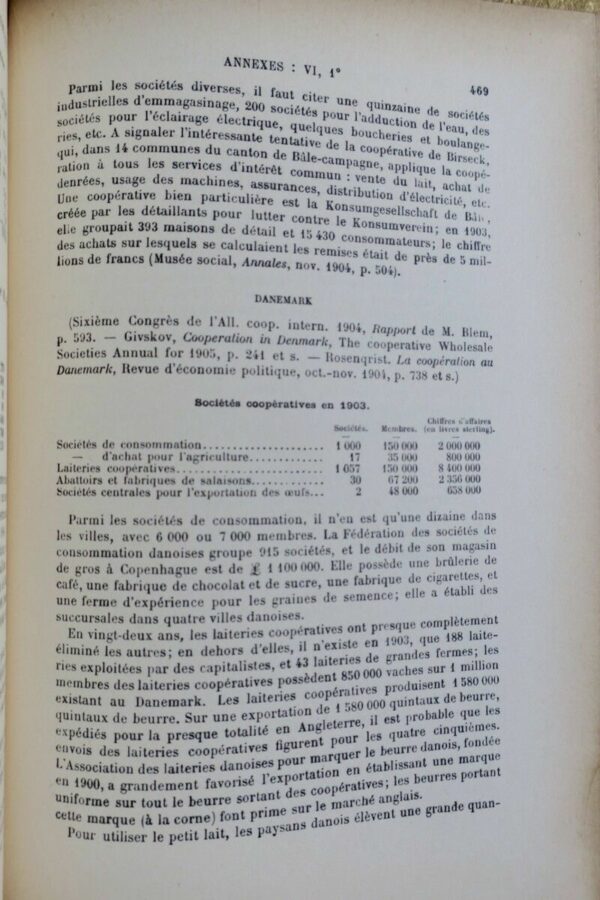 ANNEXES : VI, 1°
469
Parmi les sociétés diverses, il faut citer une quinzaine de sociétés
industrielles d'emmagasinage, 200 sociétés pour l'adduction de l'eau, des
sociétés pour l'éclairage électrique, quelques boucheries et boulange-
ries, etc. A signaler l'intéressante tentative de la coopérative de Birseck,
qui, dans 14 communes du canton de Bâle-campagne, applique la coopé-
ration à tous les services d'intérêt commun : vente du lait, achat de
denrées, usage des machines, assurances, distribution d'électricité, etc.
Une coopérative bien particulière est la Konsumgesellschaft de
créée par les détaillants pour lutter contre le Konsumverein; en 1903,
elle groupait 393 maisons de détail et 15 430 consommateurs; le chiffre
des achats sur lesquels se calculaient les remises était de près de 5 mil-
lions de francs (Musée social, Annales, nov. 1904, p. 504).
DANEMARK
(Sixième Congrès de l'All. coop. intern. 1904, Rapport de M. Blem,
p. 593. — Givskov, Cooperation in Denmark, The cooperative Wholesale
Societies Annual for 1905, p. 241 et s. — Rosenqrist, La coopération au
Danemark, Revue d'économie politique, oct.-nov. 1904, p. 738 et s.)
Sociétés coopératives en 1903.
Sociétés. Membres. Chiffres d'affaires (en livres sterling).
Sociétés de consommation..................... 1 000 150 000 2 000 000
— d'achat pour l'agriculture............. 17 35 000 800 000
Laiteries coopératives......................... 1 057 150 000 8 400 000
Abattoirs et fabriques de salaisons............. 30 67 200 2 356 000
Sociétés centrales pour l'exportation des œufs... 2 48 000 658 000
Parmi les sociétés de consommation, il n'en est qu'une dizaine dans
les villes, avec 6 000 ou 7 000 membres. La Fédération des sociétés de
consommation danoises groupe 915 sociétés, et le débit de son magasin
de gros à Copenhague est de £ 1 100 000. Elle possède une brûlerie de
café, une fabrique de chocolat et de sucre, une fabrique de cigarettes, et
une ferme d'expérience pour les graines de semence; elle a établi des
succursales dans quatre villes danoises.
En vingt-deux ans, les laiteries coopératives ont presque complètement
éliminé les autres; en dehors d'elles, il n'existe en 1903, que 188 laite-
ries exploitées par des capitalistes, et 43 laiteries de grandes fermes; les
membres des laiteries coopératives possèdent 850 000 vaches sur 1 million
existant au Danemark. Les laiteries coopératives produisent 1 580 000
quintaux de beurre. Sur une exportation de 1 580 000 quintaux de beurre,
expédiés pour la presque totalité en Angleterre, il est probable que les
envois des laiteries coopératives figurent pour les quatre cinquièmes.
L'Association des laiteries danoises pour marquer le beurre danois, fondée
en 1900, a grandement favorisé l'exportation en établissant une marque
uniforme sur tout le beurre sortant des coopératives; les beurres portant
cette marque (à la corne) font prime sur le marché anglais.
Pour utiliser le petit lait, les paysans danois élèvent une grande quan-